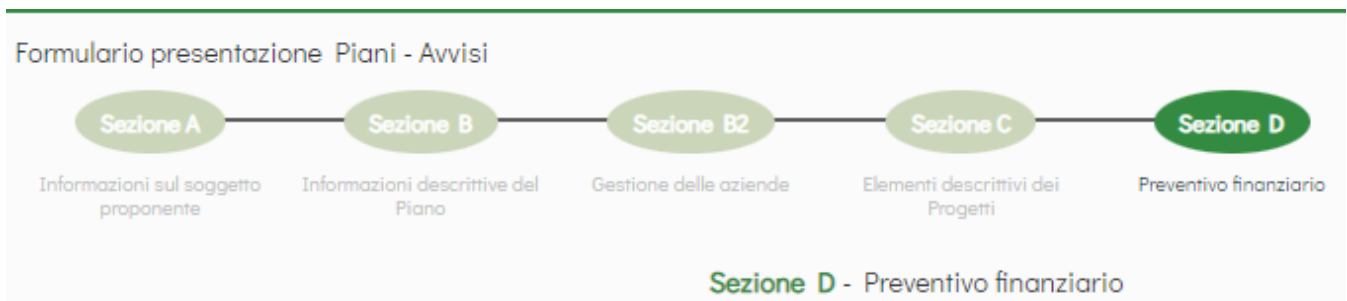 Formulario presentazione Piani - Avvisi
Sezione A
Sezione B
Sezione B2
Sezione C
Sezione D
Informazioni sul soggetto
proponente
Informazioni descrittive del
Piano
Gestione delle aziende
Elementi descrittivi dei
Progetti
Preventivo finanziario
Sezione D - Preventivo finanziario